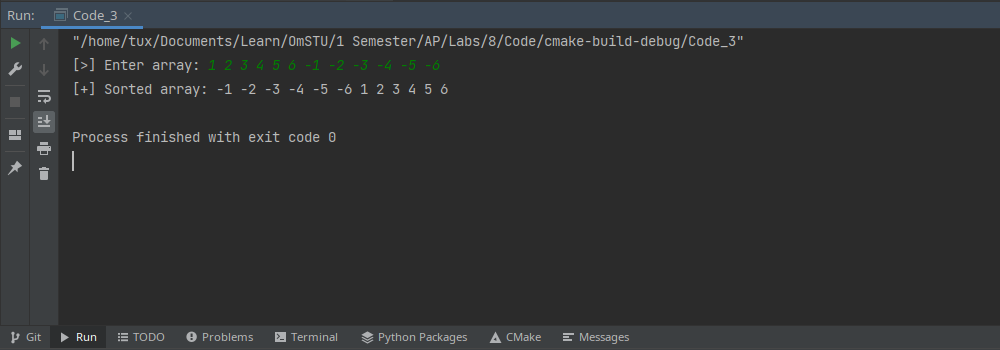 Run: Code_3
"/home/tux/Documents/Learn/OmSTU/1 Semester/AP/Labs/8/Code/cmake-build-debug/Code_3"
[>] Enter array: 1 2 3 4 5 6 -1 -2 -3 -4 -5 -6
[+] Sorted array: -1 -2 -3 -4 -5 -6 1 2 3 4 5 6
Process finished with exit code 0
Git Run TODO Problems Terminal Python Packages CMake Messages